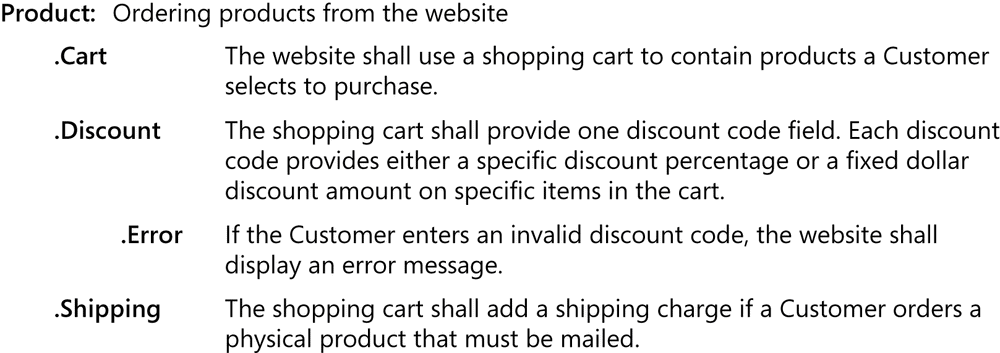 Product: Ordering products from the website
.Cart The website shall use a shopping cart to contain products a Customer
selects to purchase.
.Discount The shopping cart shall provide one discount code field. Each discount
code provides either a specific discount percentage or a fixed dollar
discount amount on specific items in the cart.
.Error If the Customer enters an invalid discount code, the website shall
display an error message.
.Shipping The shopping cart shall add a shipping charge if a Customer orders a
physical product that must be mailed.